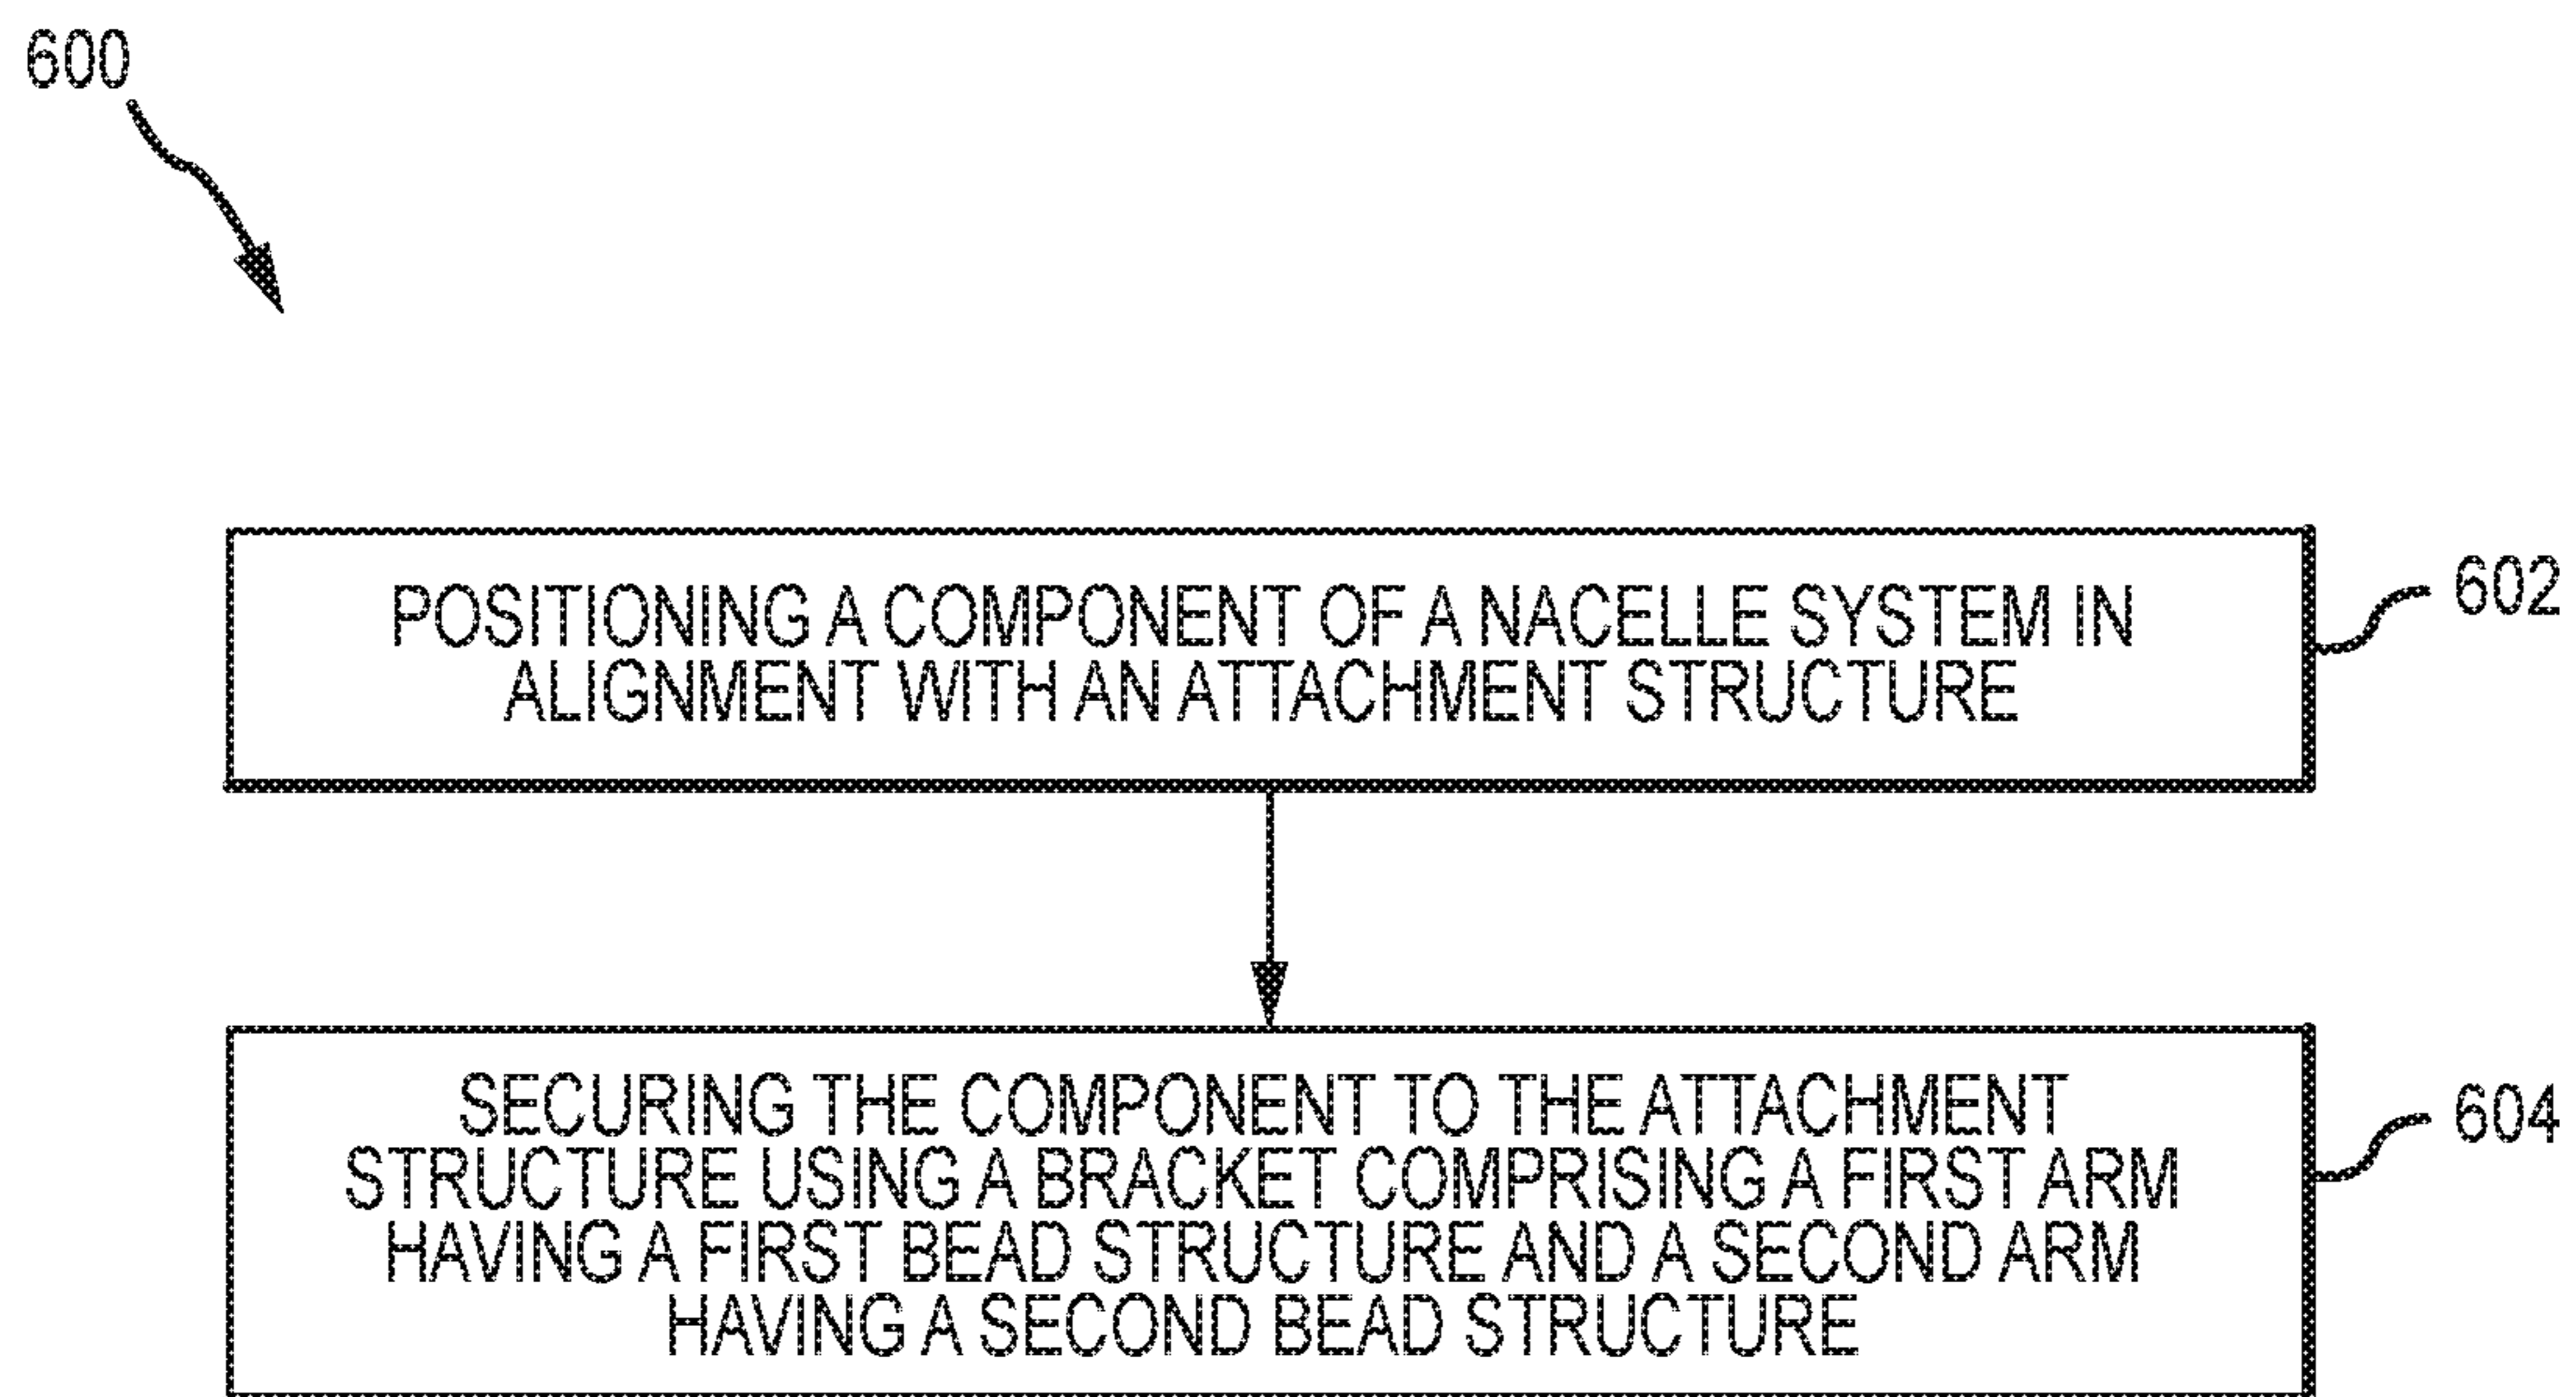 600
POSITIONING A COMPONENT OF A NACELLE SYSTEM IN
ALIGNMENT WITH AN ATTACHMENT STRUCTURE
602
SECURING THE COMPONENT TO THE ATTACHMENT
STRUCTURE USING A BRACKET COMPRISING A FIRST ARM
HAVING A FIRST BEAD STRUCTURE AND A SECOND ARM
HAVING A SECOND BEAD STRUCTURE
604